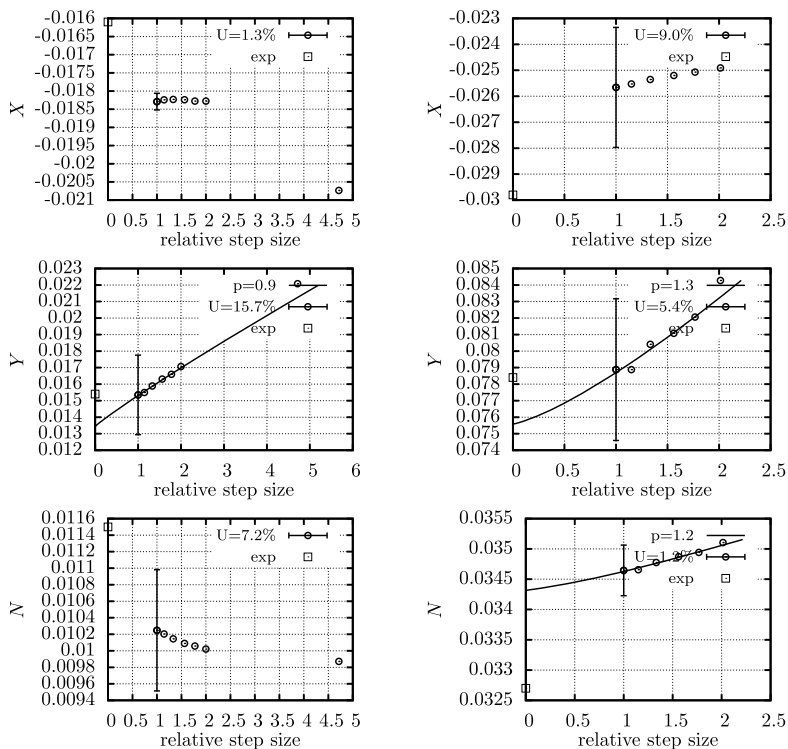 -0.016
-0.0165
-0.017
-0.0175
-0.018
-0.0185
-0.019
-0.0195
-0.02
-0.0205
-0.021
X
0 0.5 1 1.5 2 2.5 3 3.5 4 4.5 5
relative step size
U=1.3%
exp
-0.023
-0.024
-0.025
-0.026
-0.027
-0.028
-0.029
-0.03
X
0 0.5 1 1.5 2 2.5
relative step size
U=9.0%
exp
0.023
0.022
0.021
0.02
0.019
0.018
0.017
0.016
0.015
0.014
0.013
0.012
Y
0 1 2 3 4 5 6
relative step size
p=0.9
U=15.7%
exp
0.085
0.084
0.083
0.082
0.081
0.08
0.079
0.078
0.077
0.076
0.075
0.074
Y
0 0.5 1 1.5 2 2.5
relative step size
p=1.3
U=5.4%
exp
0.0116
0.0114
0.0112
0.011
0.0108
0.0106
0.0104
0.0102
0.01
0.0098
0.0096
0.0094
N
0 0.5 1 1.5 2 2.5 3 3.5 4 4.5 5
relative step size
U=7.2%
exp
0.0355
0.035
0.0345
0.034
0.0335
0.033
0.0325
N
0 0.5 1 1.5 2 2.5
relative step size
p=1.2
U=1.2%
exp